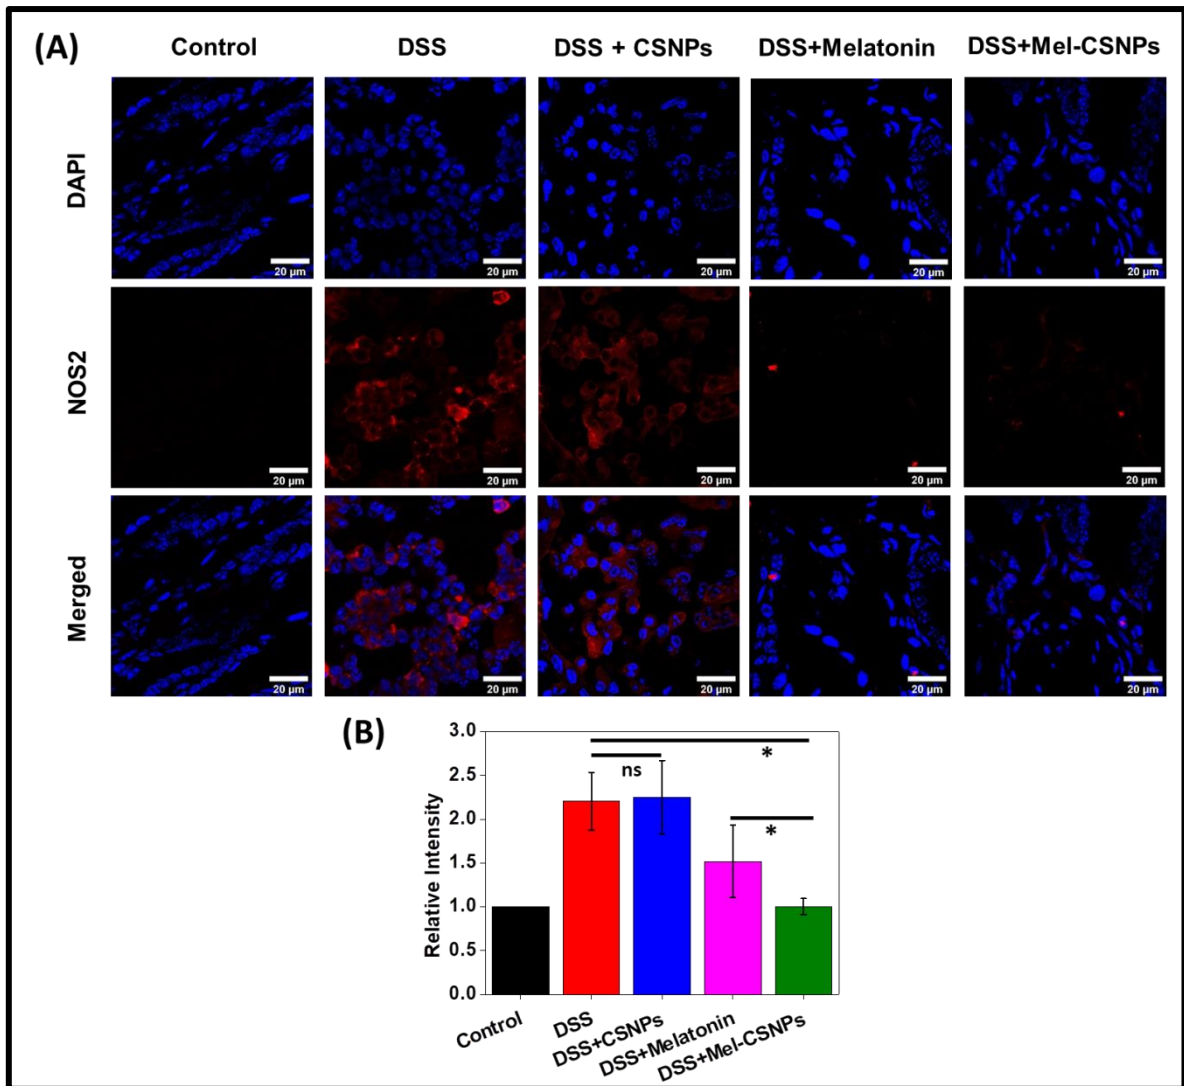 (A)
Control DSS DSS + CSNPs DSS+Melatonin DSS+Mel-CSNPs
DAPI
20 µm 20 µm 20 µm 20 µm 20 µm
NOS2
20 µm 20 µm 20 µm 20 µm 20 µm
Merged
20 µm 20 µm 20 µm 20 µm 20 µm
(B)
Relative Intensity
3.0
2.5
2.0
1.5
1.0
0.5
0.0
*
ns
*
Control
DSS
DSS+CSNPs
DSS+Melatonin
DSS+Mel-CSNPs